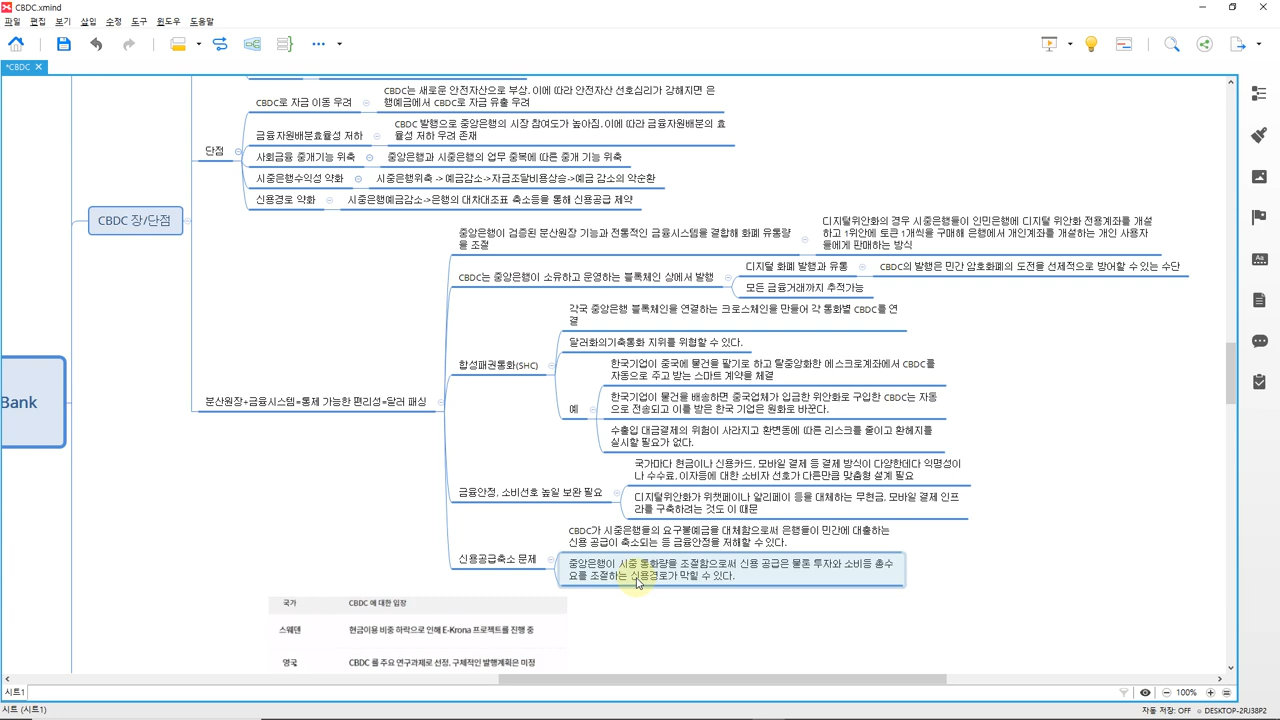 CBDC.xmind
파일 편집 보기 삽입 수정 도구 윈도우 도움말
*CBDC
CBDC는 새로운 안전자산으로 부상. 이에 따라 안전자산 선호심리가 강해지면 은
행예금에서 CBDC로 자금 유출 우려
CBDC로 자금 이동 우려
CBDC 발행으로 중앙은행의 시장 참여도가 높아짐. 이에 따라 금융자원배분의 효
율성 저하 우려 존재
금융자원배분효율성 저하
단점
사회금융 중개기능 위축
중앙은행과 시중은행의 업무 중복에 따른 중개 기능 위축
시중은행수익성 약화
시중은행위축 -> 예금감소->자금조달비용상승->예금 감소의 악순환
신용경로 약화
시중은행예금감소->은행의 대차대조표 축소등을 통해 신용공급 제약
CBDC 장/단점
중앙은행이 검증된 분산원장 기능과 전통적인 금융시스템을 결합해 화폐 유통량
을 조절
디지털위안화의 경우 시중은행들이 인민은행에 디지털 위안화 전용계좌를 개설
하고 1위안에 토큰 1개씩을 구매해 은행에서 개인계좌를 개설하는 개인 사용자
들에게 판매하는 방식
CBDC는 중앙은행이 소유하고 운영하는 블록체인 상에서 발행
디지털 화폐 발행과 유통
CBDC의 발행은 민간 암호화폐의 도전을 선제적으로 방어할 수 있는 수단
모든 금융거래까지 추적가능
각국 중앙은행 블록체인을 연결하는 크로스체인을 만들어 각 통화별 CBDC를 연
결
달러화의기축통화 지위를 위협할 수 있다.
합성패권통화(SHC)
한국기업이 중국에 물건을 팔기로 하고 탈중앙화한 에스크로계좌에서 CBDC를
자동으로 주고 받는 스마트 계약을 체결
예
한국기업이 물건을 배송하면 중국업체가 입금한 위안화로 구입한 CBDC는 자동
으로 전송되고 이를 받은 한국 기업은 원화로 바꾼다.
수출입 대금결제의 위험이 사라지고 환변동에 따른 리스크를 줄이고 환헤지를
실시할 필요가 없다.
Bank
분산원장+금융시스템=통제 가능한 편리성=달러 패싱
금융안정, 소비선호 높일 보완 필요
국가마다 현금이나 신용카드, 모바일 결제 등 결제 방식이 다양한데다 익명성이
나 수수료, 이자등에 대한 소비자 선호가 다른만큼 맞춤형 설계 필요
디지털위안화가 위챗페이나 알리페이 등을 대체하는 무현금, 모바일 결제 인프
라를 구축하려는 것도 이 때문
CBDC가 시중은행들의 요구불예금을 대체함으로써 은행들이 민간에 대출하는
신용 공급이 축소되는 등 금융안정을 저해할 수 있다.
신용공급축소 문제
중앙은행이 시중 통화량을 조절함으로써 신용 공급은 물론 투자와 소비등 총수
요를 조절하는 신용경로가 막힐 수 있다.
국가 CBDC 에 대한 입장
스웨덴 현금이용 비중 하락으로 인해 E-Krona 프로젝트를 진행 중
영국 CBDC 를 주요 연구과제로 선정. 구체적인 발행계획은 미정
시트1
100%
시트 (시트1)
자동 저장: OFF DESKTOP-2RJ38P2